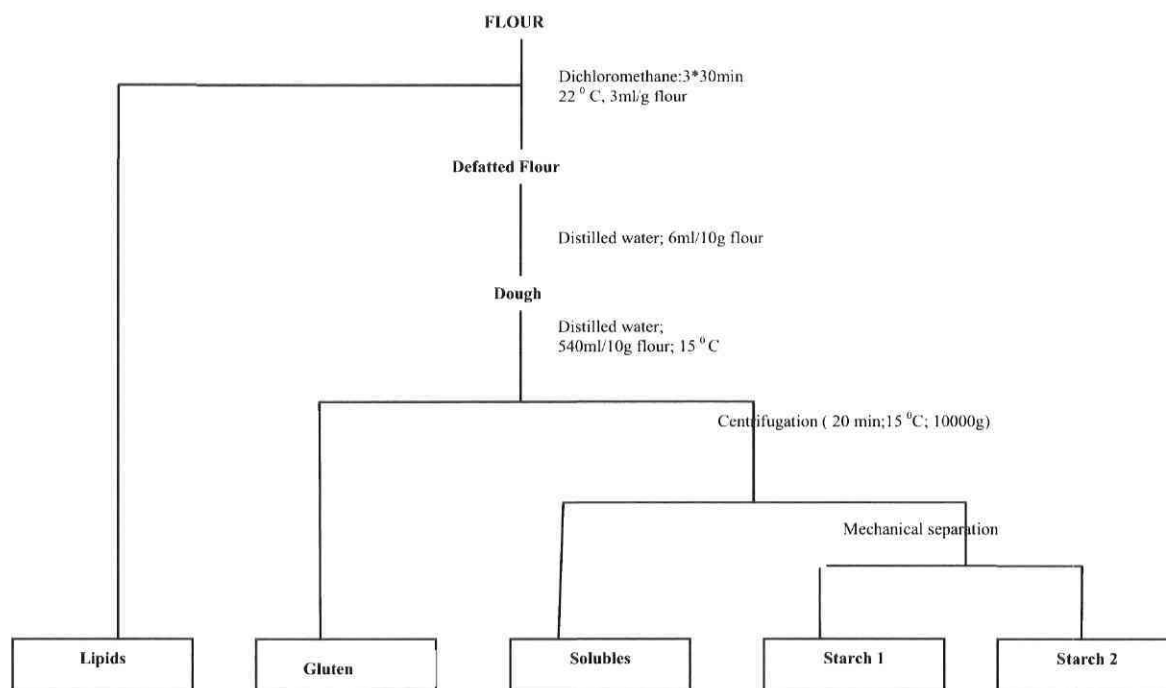 FLOUR
Dichloromethane:3*30min
22 ⁰ C, 3ml/g flour
Defatted Flour
Distilled water; 6ml/10g flour
Dough
Distilled water;
540ml/10g flour; 15 ⁰ C
Centrifugation ( 20 min;15 ⁰C; 10000g)
Mechanical separation
Lipids
Gluten
Solubles
Starch 1
Starch 2